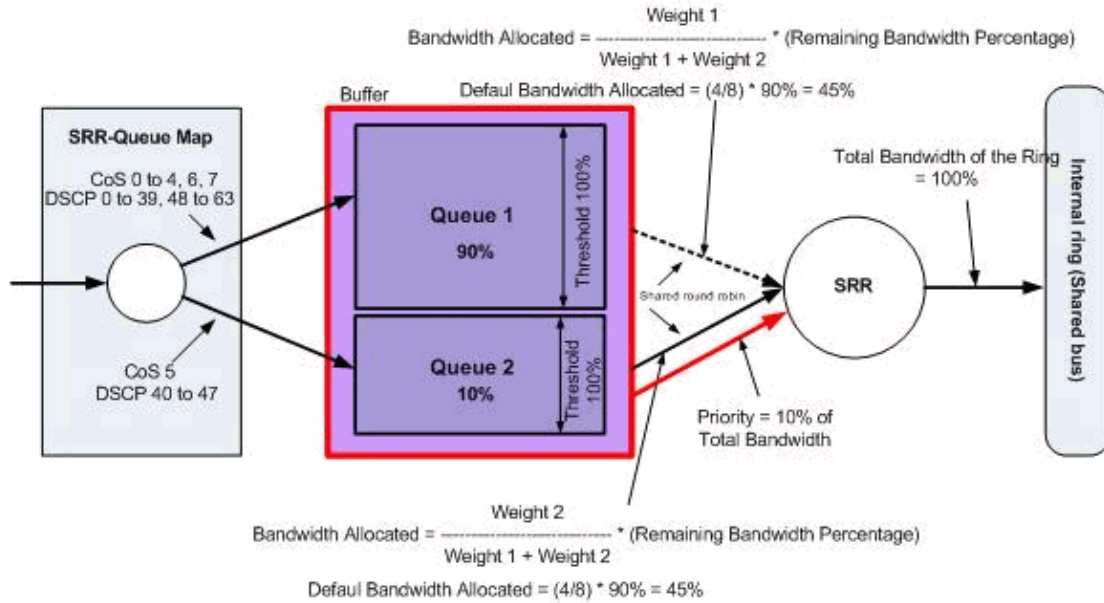 Weight 1
Bandwidth Allocated = ------------------------------ * (Remaining Bandwidth Percentage)
Weight 1 + Weight 2
Defaul Bandwidth Allocated = (4/8) * 90% = 45%
Buffer
SRR-Queue Map
CoS 0 to 4, 6, 7
DSCP 0 to 39, 48 to 63
CoS 5
DSCP 40 to 47
Queue 1
90%
Threshold 100%
Queue 2
10%
Threshold
100%
Shared round robin
SRR
Priority = 10% of
Total Bandwidth
Total Bandwidth of the Ring
= 100%
Internal ring (Shared bus)
Weight 2
Bandwidth Allocated = ------------------------------ * (Remaining Bandwidth Percentage)
Weight 1 + Weight 2
Defaul Bandwidth Allocated = (4/8) * 90% = 45%